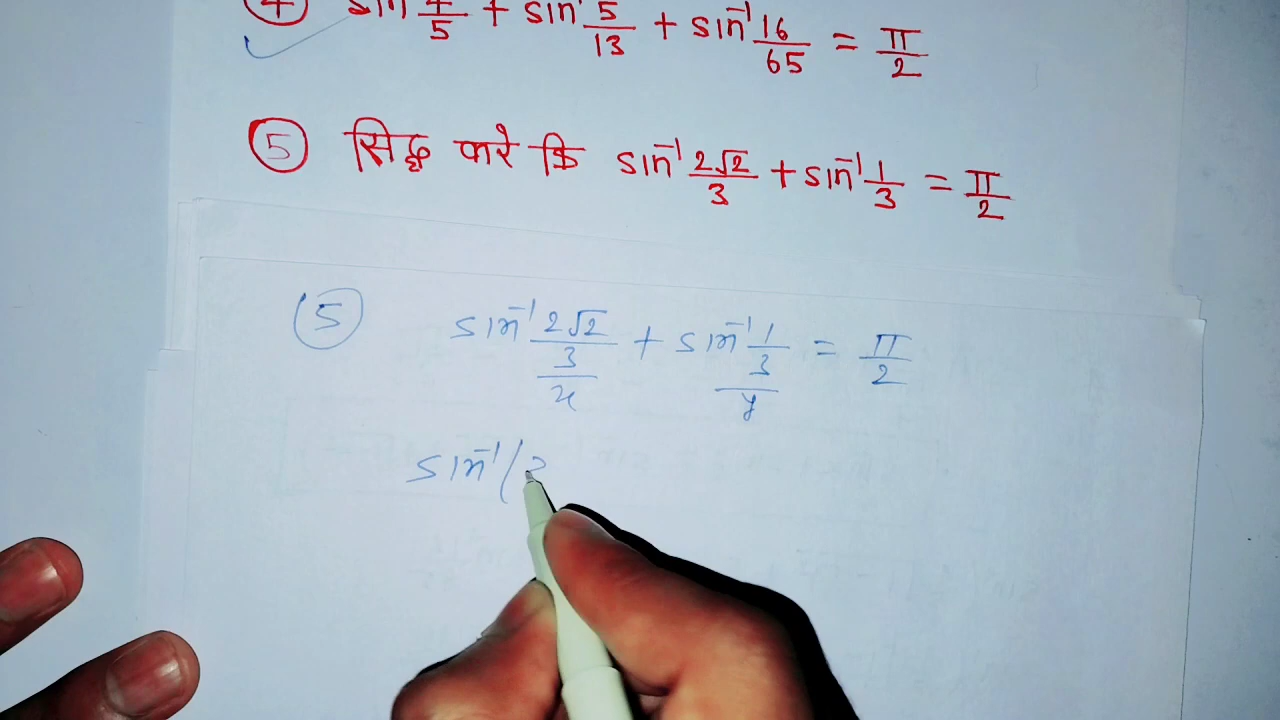 ④ sin⁻¹ 4/5 + sin⁻¹ 5/13 + sin⁻¹ 16/65 = π/2
⑤ सिद्ध करे कि sin⁻¹ 2√2/3 + sin⁻¹ 1/3 = π/2
⑤ sin⁻¹ 2√2/3 + sin⁻¹ 1/3 = π/2
x y
sin⁻¹(